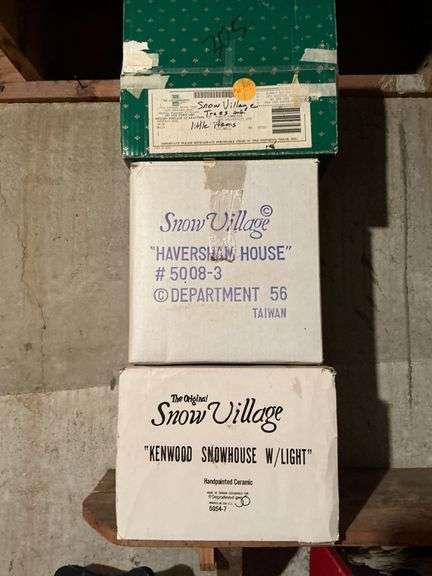 #5
Snow Village
Trees and
little items
Snow Village©
"HAVERSHAM HOUSE"
# 5008-3
© DEPARTMENT 56
TAIWAN
The Original
Snow Village
"KENWOOD SNOWHOUSE W/LIGHT"
Handpainted Ceramic
5054-7